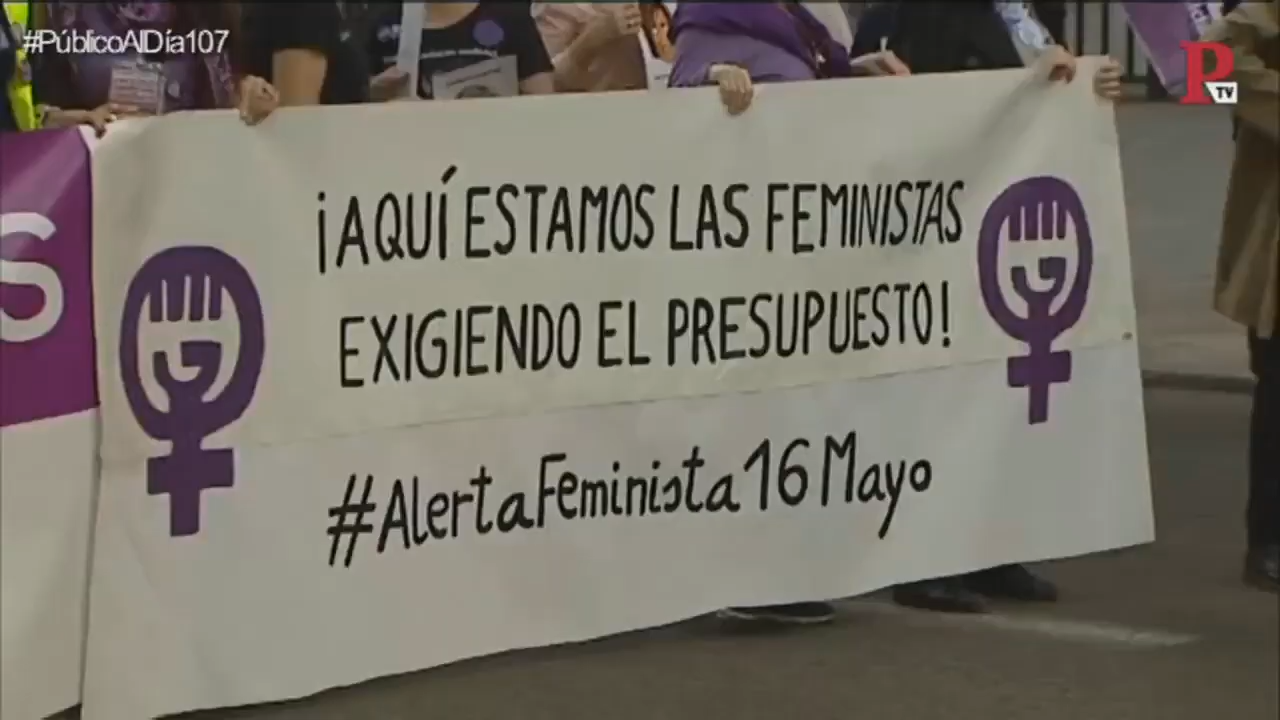 #PúblicoAlDía107
P
TV
S
¡AQUÍ ESTAMOS LAS FEMINISTAS
EXIGIENDO EL PRESUPUESTO!
#AlertaFeminista16Mayo